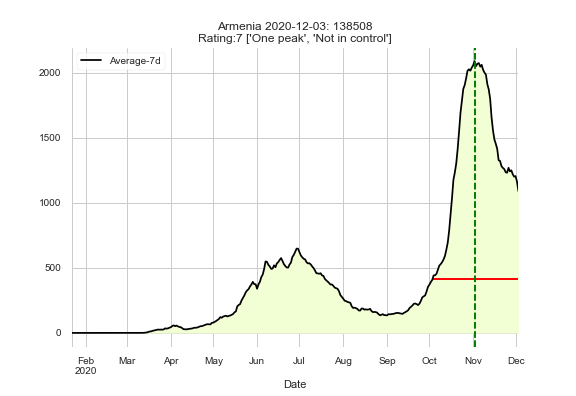 Armenia 2020-12-03: 138508
Rating:7 ['One peak', 'Not in control']
Average-7d
2000
1500
1000
500
0
Feb Mar Apr May Jun Jul Aug Sep Oct Nov Dec
2020
Date